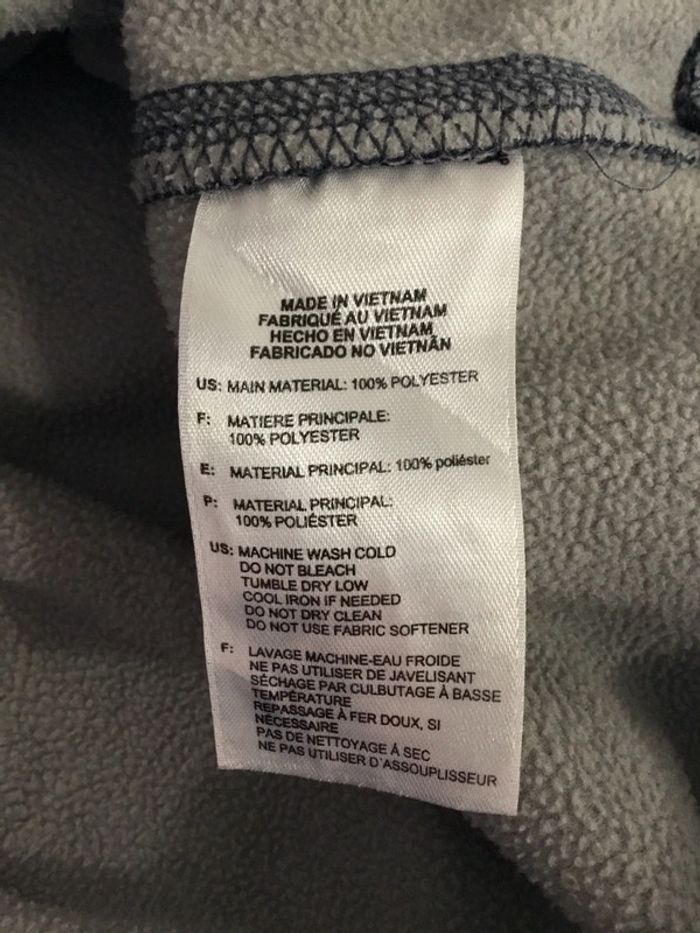 MADE IN VIETNAM
FABRIQUÉ AU VIETNAM
HECHO EN VIETNAM
FABRICADO NO VIETNÃN
US: MAIN MATERIAL: 100% POLYESTER
F: MATIERE PRINCIPALE:
100% POLYESTER
E: MATERIAL PRINCIPAL: 100% poliéster
P: MATERIAL PRINCIPAL:
100% POLIÉSTER
US: MACHINE WASH COLD
DO NOT BLEACH
TUMBLE DRY LOW
COOL IRON IF NEEDED
DO NOT DRY CLEAN
DO NOT USE FABRIC SOFTENER
F: LAVAGE MACHINE-EAU FROIDE
NE PAS UTILISER DE JAVELISANT
SÉCHAGE PAR CULBUTAGE À BASSE
TEMPÉRATURE
REPASSAGE À FER DOUX, SI
NÉCESSAIRE
PAS DE NETTOYAGE À SEC
NE PAS UTILISER D'ASSOUPLISSEUR